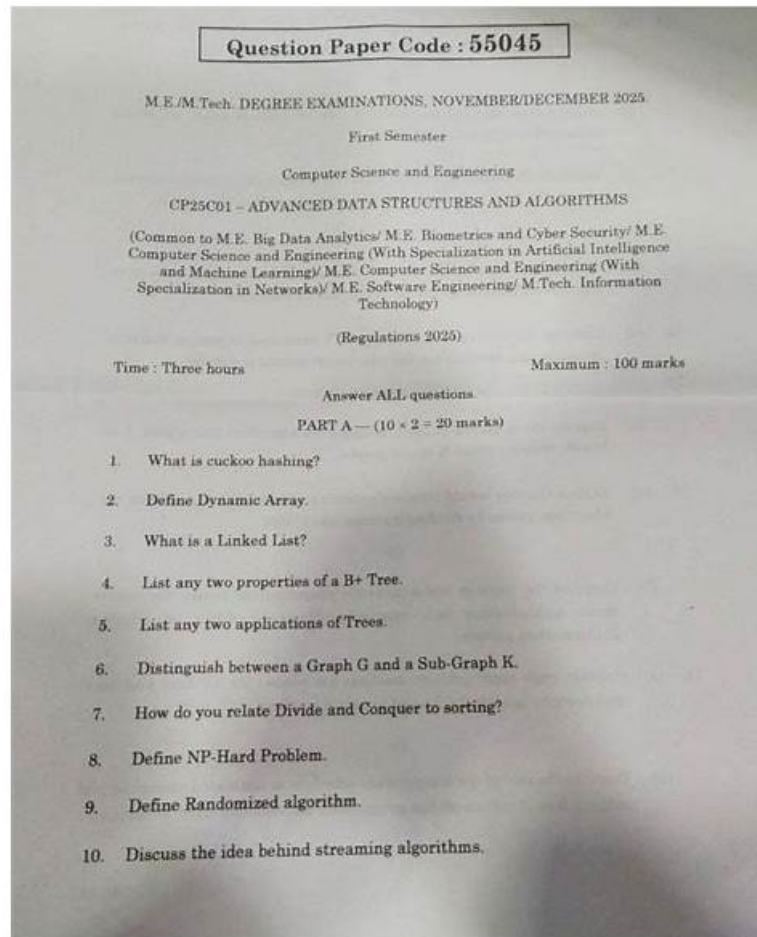 Question Paper Code : 55045
M.E./M.Tech. DEGREE EXAMINATIONS, NOVEMBER/DECEMBER 2025.
First Semester
Computer Science and Engineering
CP25C01 – ADVANCED DATA STRUCTURES AND ALGORITHMS
(Common to M.E. Big Data Analytics/ M.E. Biometrics and Cyber Security/ M.E.
Computer Science and Engineering (With Specialization in Artificial Intelligence
and Machine Learning)/ M.E. Computer Science and Engineering (With
Specialization in Networks)/ M.E. Software Engineering/ M.Tech. Information
Technology)
(Regulations 2025)
Time : Three hours Maximum : 100 marks
Answer ALL questions.
PART A — (10 × 2 = 20 marks)
1. What is cuckoo hashing?
2. Define Dynamic Array.
3. What is a Linked List?
4. List any two properties of a B+ Tree.
5. List any two applications of Trees.
6. Distinguish between a Graph G and a Sub-Graph K.
7. How do you relate Divide and Conquer to sorting?
8. Define NP-Hard Problem.
9. Define Randomized algorithm.
10. Discuss the idea behind streaming algorithms.